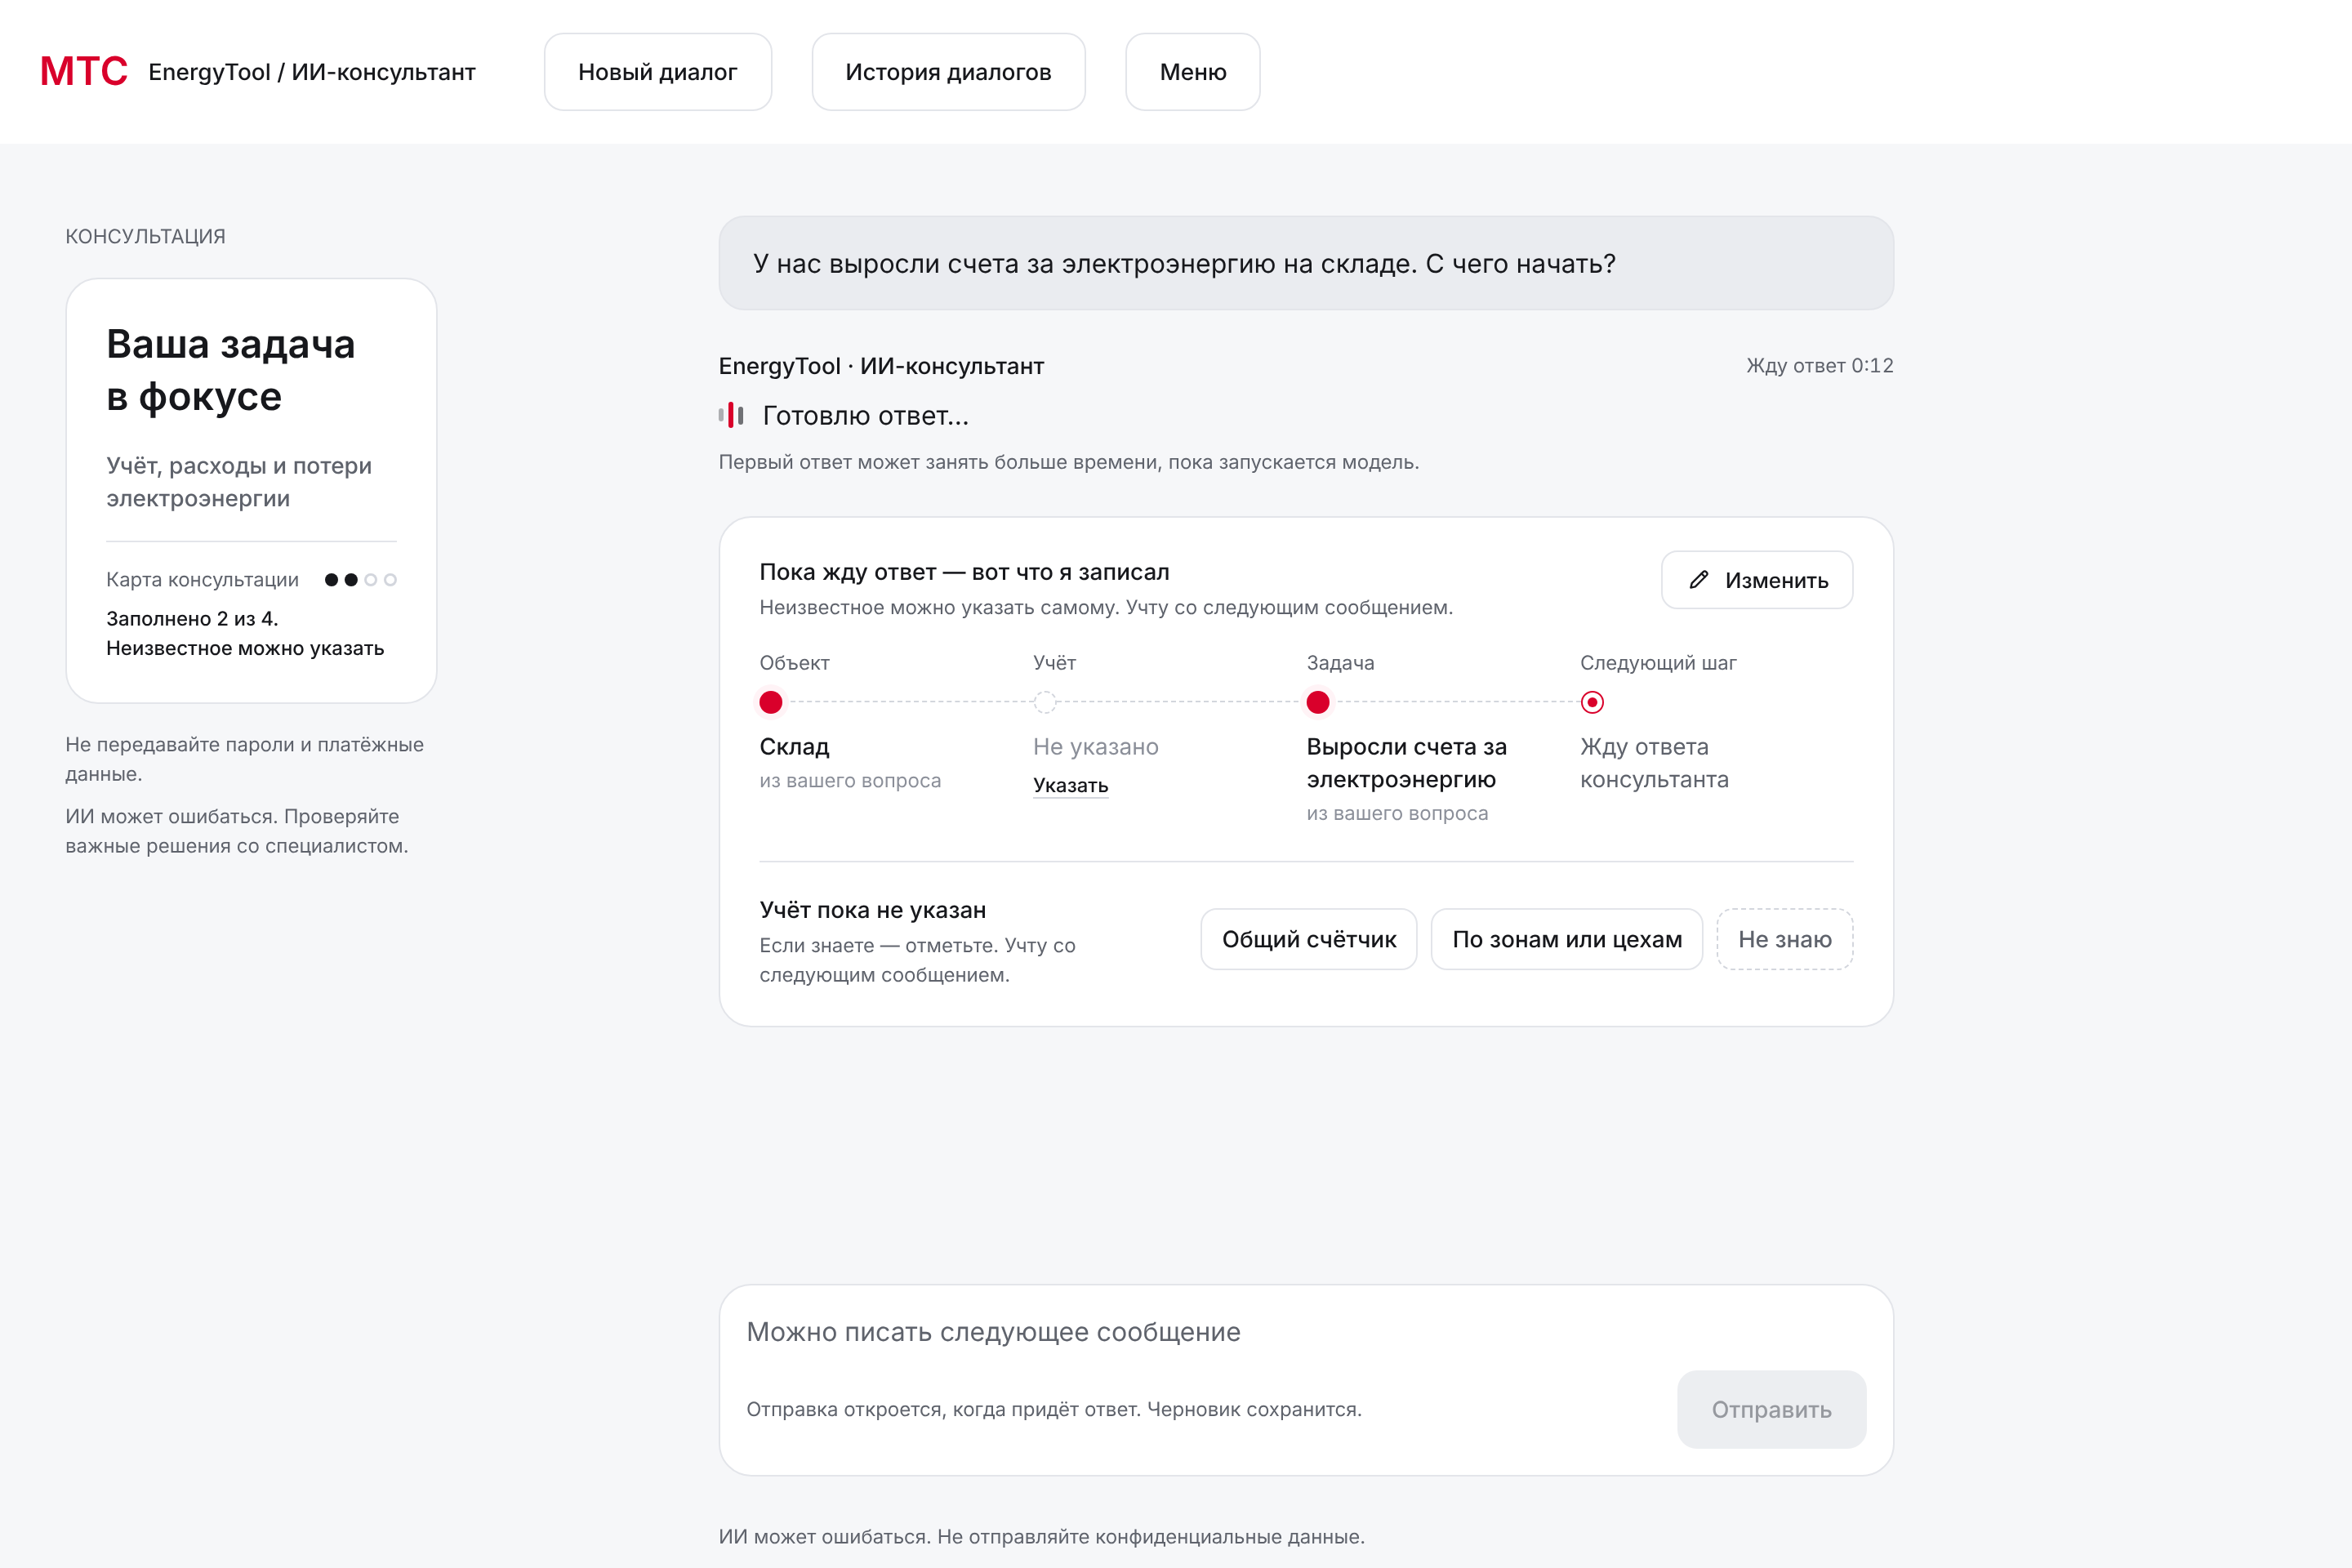 МТС EnergyTool / ИИ-консультант Новый диалог История диалогов Меню
КОНСУЛЬТАЦИЯ
Ваша задача
в фокусе
Учёт, расходы и потери
электроэнергии
Карта консультации
Заполнено 2 из 4.
Неизвестное можно указать
Не передавайте пароли и платёжные
данные.
ИИ может ошибаться. Проверяйте
важные решения со специалистом.
У нас выросли счета за электроэнергию на складе. С чего начать?
EnergyTool · ИИ-консультант Жду ответ 0:12
Готовлю ответ...
Первый ответ может занять больше времени, пока запускается модель.
Пока жду ответ — вот что я записал
Изменить
Неизвестное можно указать самому. Учту со следующим сообщением.
Объект Учёт Задача Следующий шаг
Склад
из вашего вопроса
Не указано
Указать
Выросли счета за
электроэнергию
из вашего вопроса
Жду ответа
консультанта
Учёт пока не указан
Если знаете — отметьте. Учту со
следующим сообщением.
Общий счётчик По зонам или цехам Не знаю
Можно писать следующее сообщение
Отправка откроется, когда придёт ответ. Черновик сохранится.
Отправить
ИИ может ошибаться. Не отправляйте конфиденциальные данные.